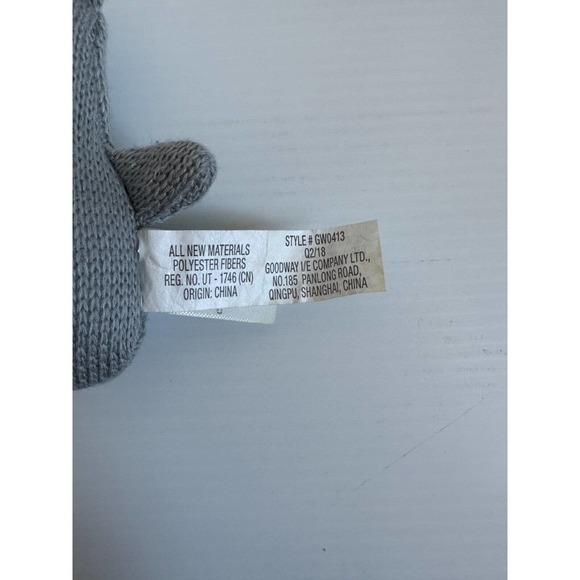 ALL NEW MATERIALS
POLYESTER FIBERS
REG. NO. UT - 1746 (CN)
ORIGIN: CHINA
STYLE # GW0413
Q2/18
GOODWAY I/E COMPANY LTD.,
NO.185 PANLONG ROAD,
QINGPU, SHANGHAI, CHINA